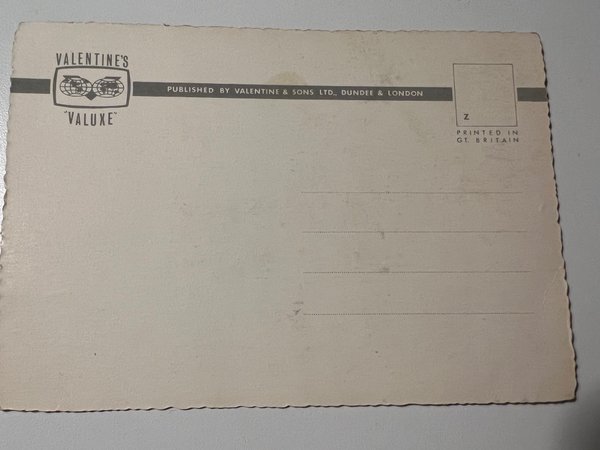 VALENTINE'S
"VALUXE"
PUBLISHED BY VALENTINE & SONS LTD., DUNDEE & LONDON
Z
PRINTED IN
GT. BRITAIN